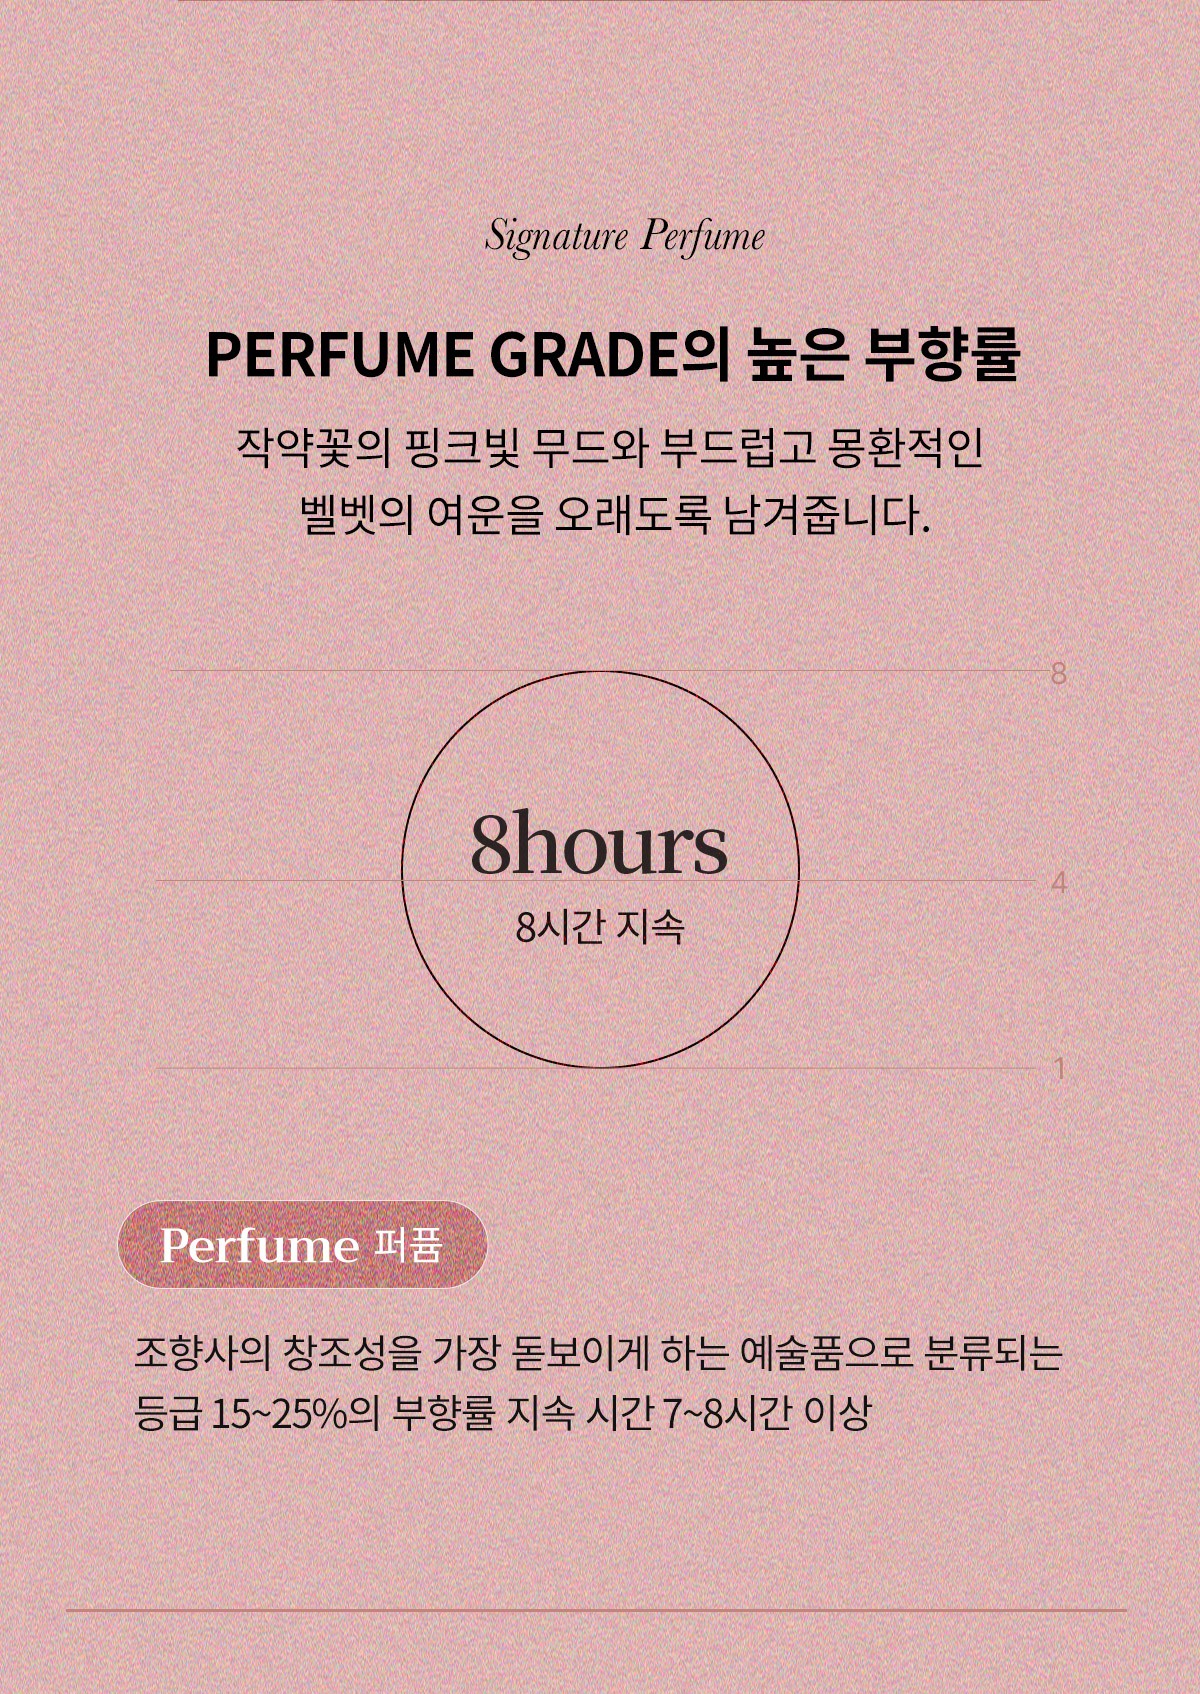 Signature Perfume
PERFUME GRADE의 높은 부향률
작약꽃의 핑크빛 무드와 부드럽고 몽환적인
벨벳의 여운을 오래도록 남겨줍니다.
8
8hours
4
8시간 지속
1
Perfume 퍼퓸
조향사의 창조성을 가장 돋보이게 하는 예술품으로 분류되는
등급 15~25%의 부향률 지속 시간 7~8시간 이상